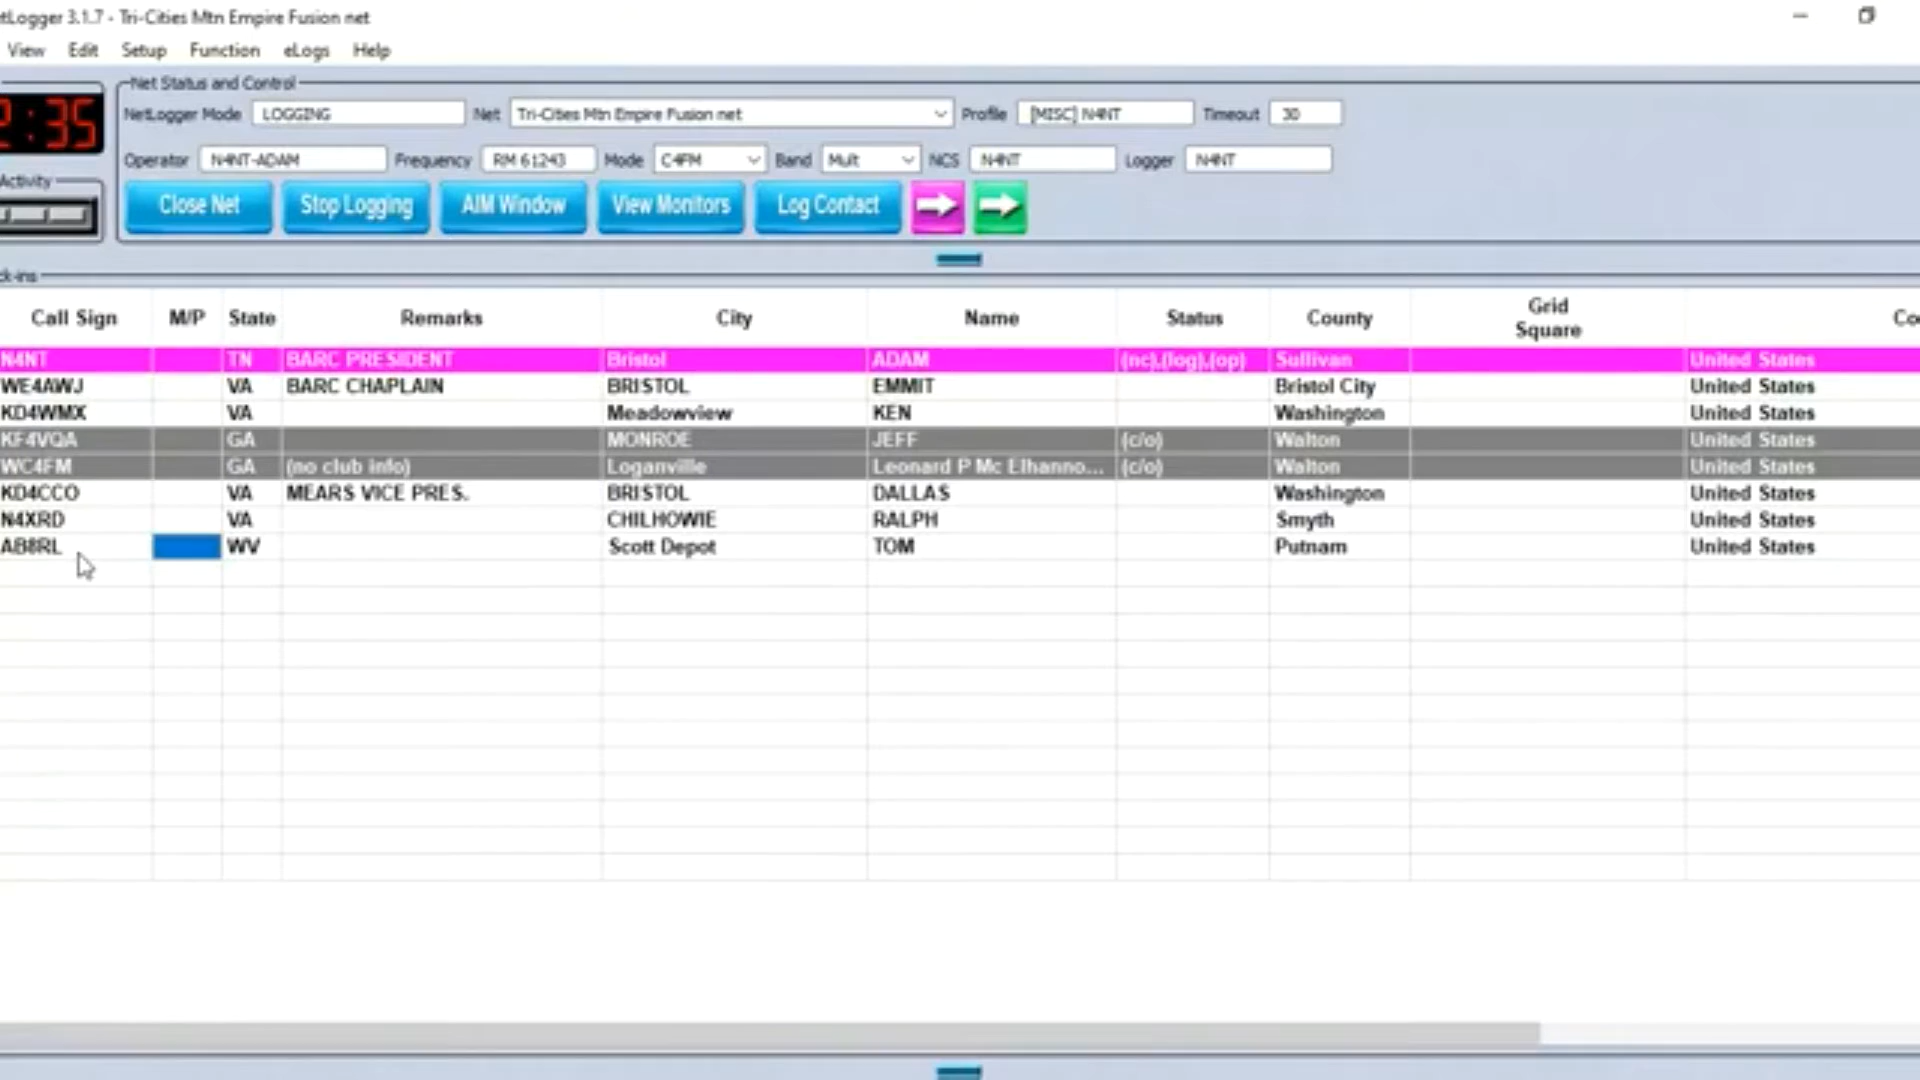 tLogger 3.1.7 - Tri-Cities Mtn Empire Fusion net
View Edit Setup Function eLogs Help
Net Status and Control
2:35
NetLogger Mode LOGGING Net Tri-Cities Mtn Empire Fusion net Profile [MISC] N4NT Timeout 30
Operator N4NT-ADAM Frequency RM 61243 Mode C4FM Band Mult NCS N4NT Logger N4NT
Activity
Close Net Stop Logging AIM Window View Monitors Log Contact
ck-ins
Call Sign M/P State Remarks City Name Status County Grid Square Co
N4NT TN BARC PRESIDENT Bristol ADAM (nc),(log),(op) Sullivan United States
WE4AWJ VA BARC CHAPLAIN BRISTOL EMMIT Bristol City United States
KD4WMX VA Meadowview KEN Washington United States
KF4VQA GA MONROE JEFF (c/o) Walton United States
WC4FM GA (no club info) Loganville Leonard P Mc Elhanno... (c/o) Walton United States
KD4CCO VA MEARS VICE PRES. BRISTOL DALLAS Washington United States
N4XRD VA CHILHOWIE RALPH Smyth United States
AB8RL WV Scott Depot TOM Putnam United States